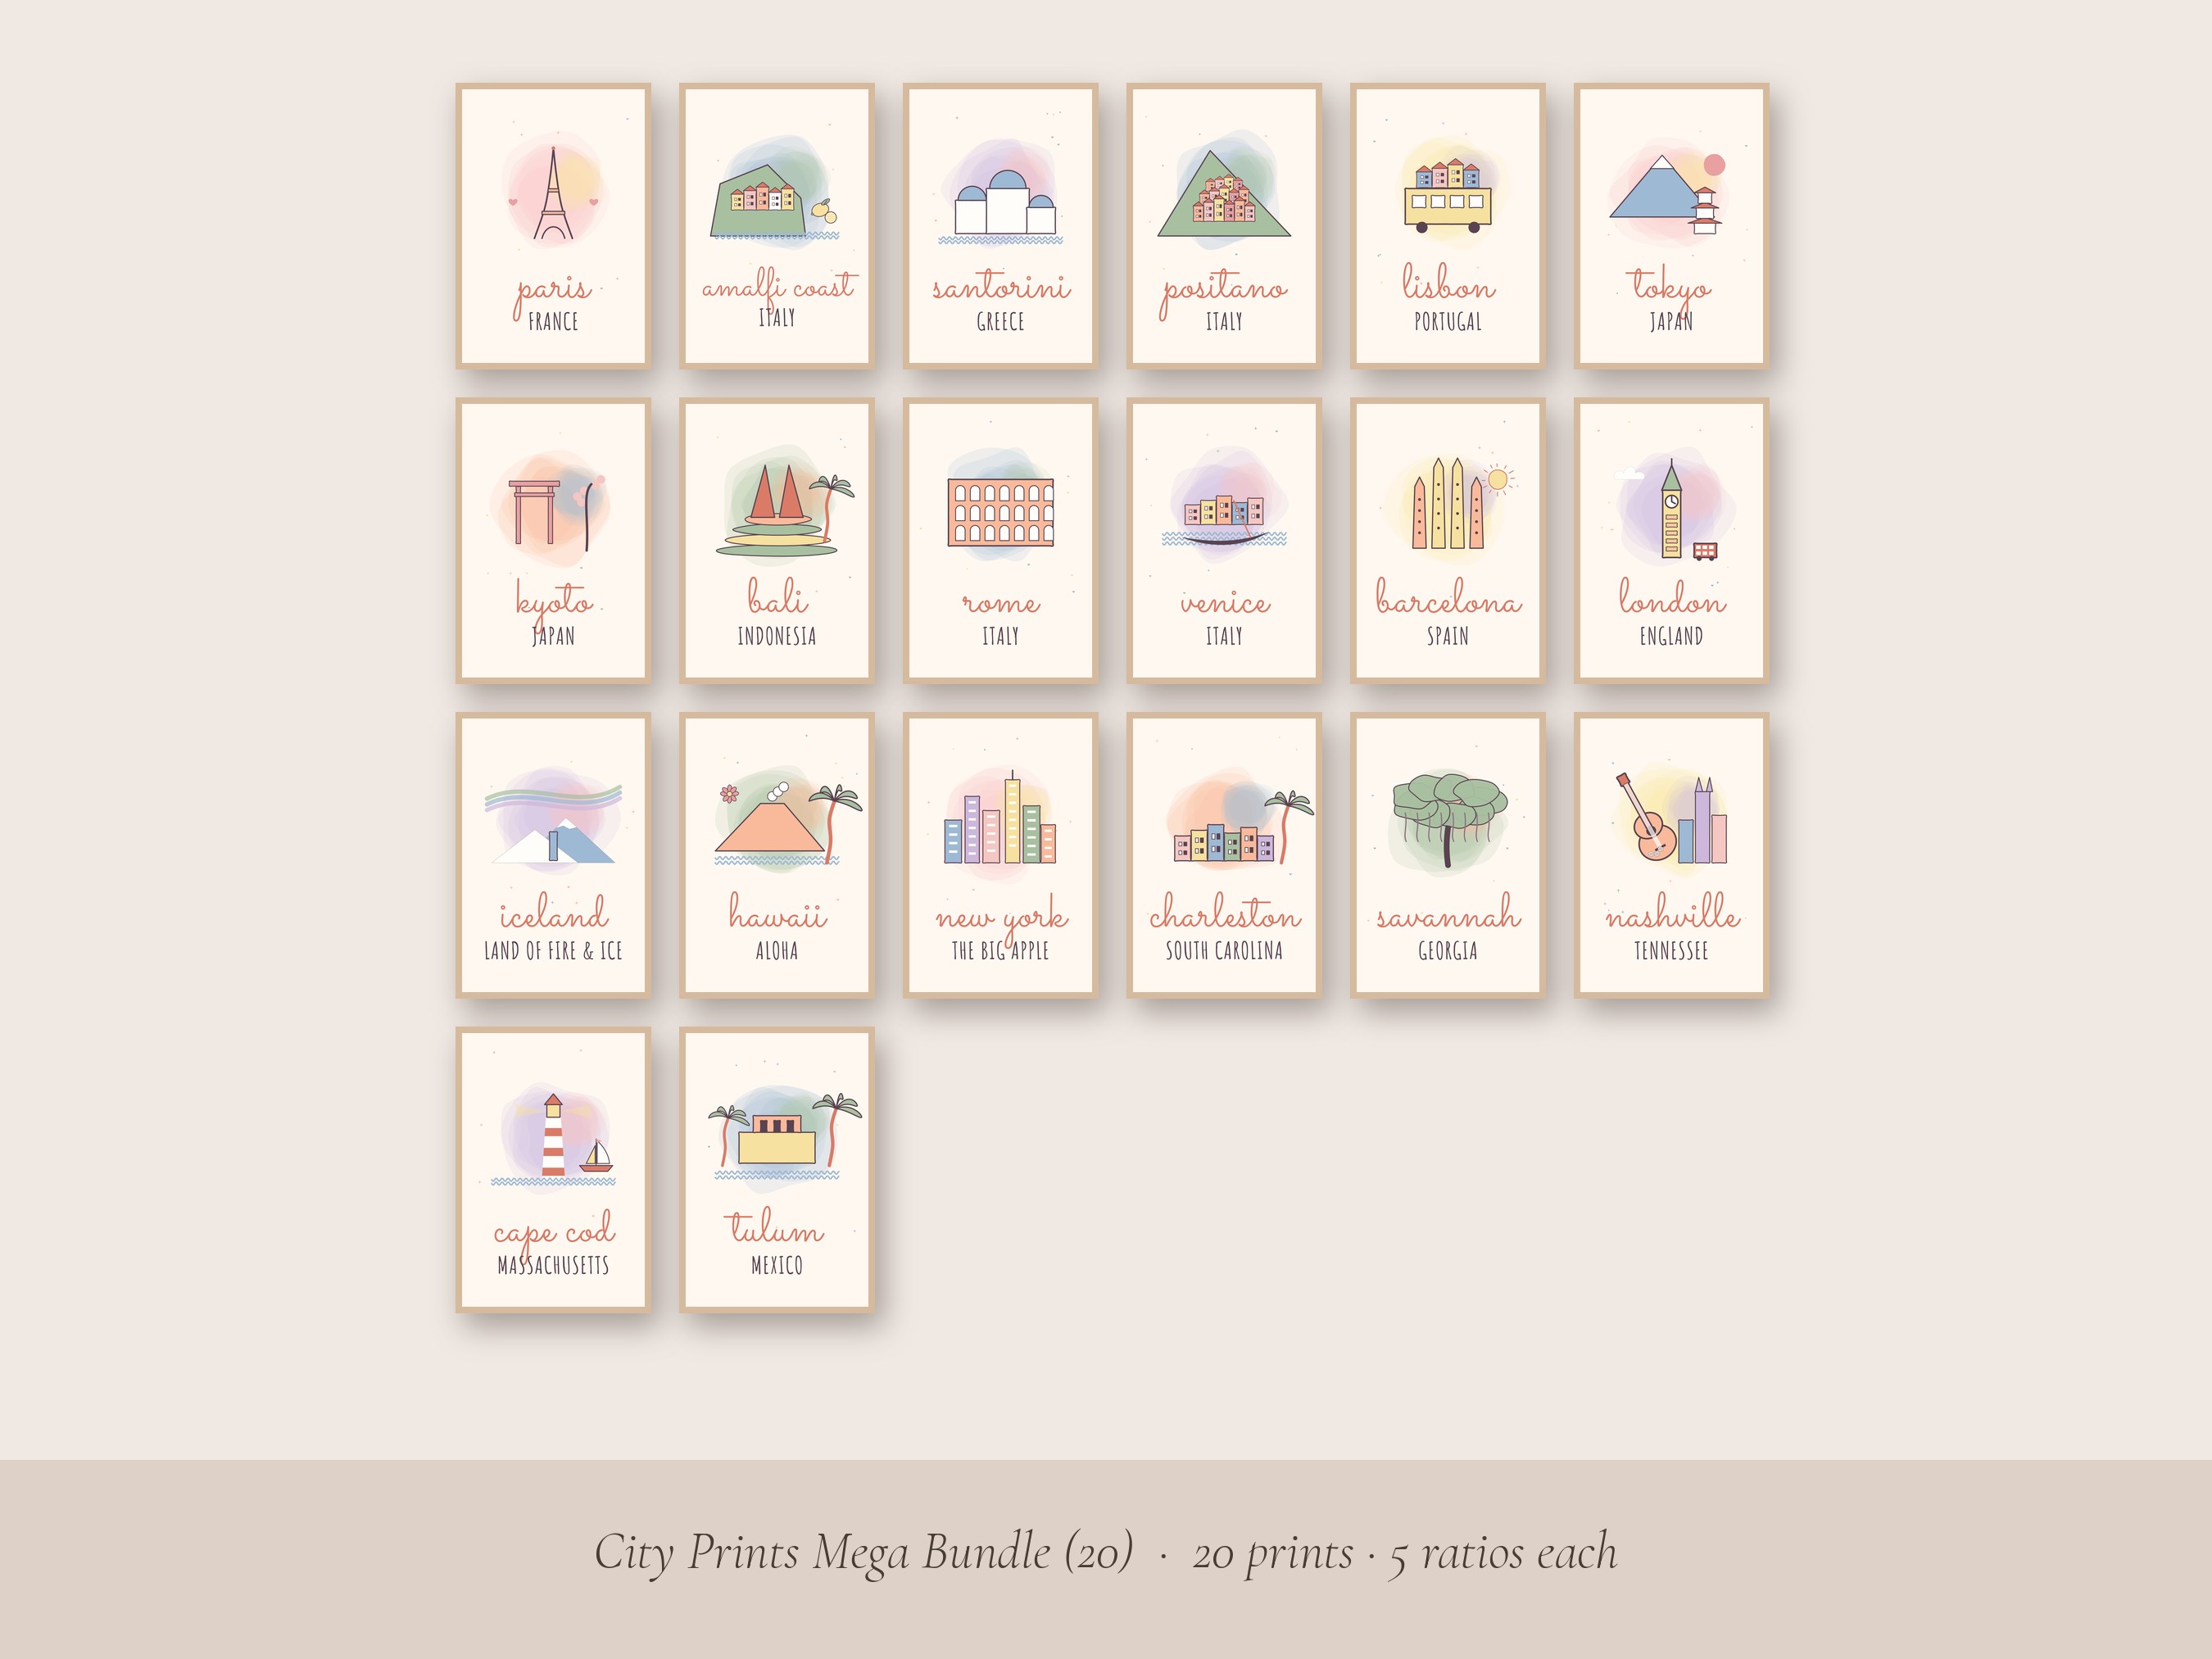 paris
FRANCE
amalfi coast
ITALY
santorini
GREECE
positano
ITALY
lisbon
PORTUGAL
tokyo
JAPAN
kyoto
JAPAN
bali
INDONESIA
rome
ITALY
venice
ITALY
barcelona
SPAIN
london
ENGLAND
iceland
LAND OF FIRE & ICE
hawaii
ALOHA
new york
THE BIG APPLE
charleston
SOUTH CAROLINA
savannah
GEORGIA
nashville
TENNESSEE
cape cod
MASSACHUSETTS
tulum
MEXICO
City Prints Mega Bundle (20) · 20 prints · 5 ratios each